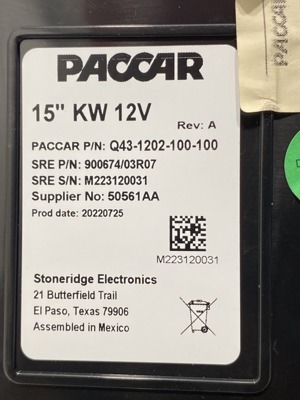 PACCAR
15" KW 12V
Rev: A
PACCAR P/N: Q43-1202-100-100
SRE P/N: 900674/03R07
SRE S/N: M223120031
Supplier No: 50561AA
Prod date: 20220725
M223120031
Stoneridge Electronics
21 Butterfield Trail
El Paso, Texas 79906
Assembled in Mexico
PACCAR